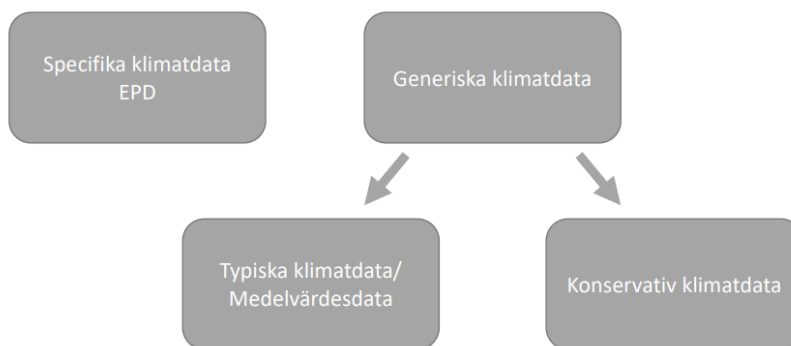 Specifika klimatdata
EPD
Generiska klimatdata
Typiska klimatdata/
Medelvärdesdata
Konservativ klimatdata